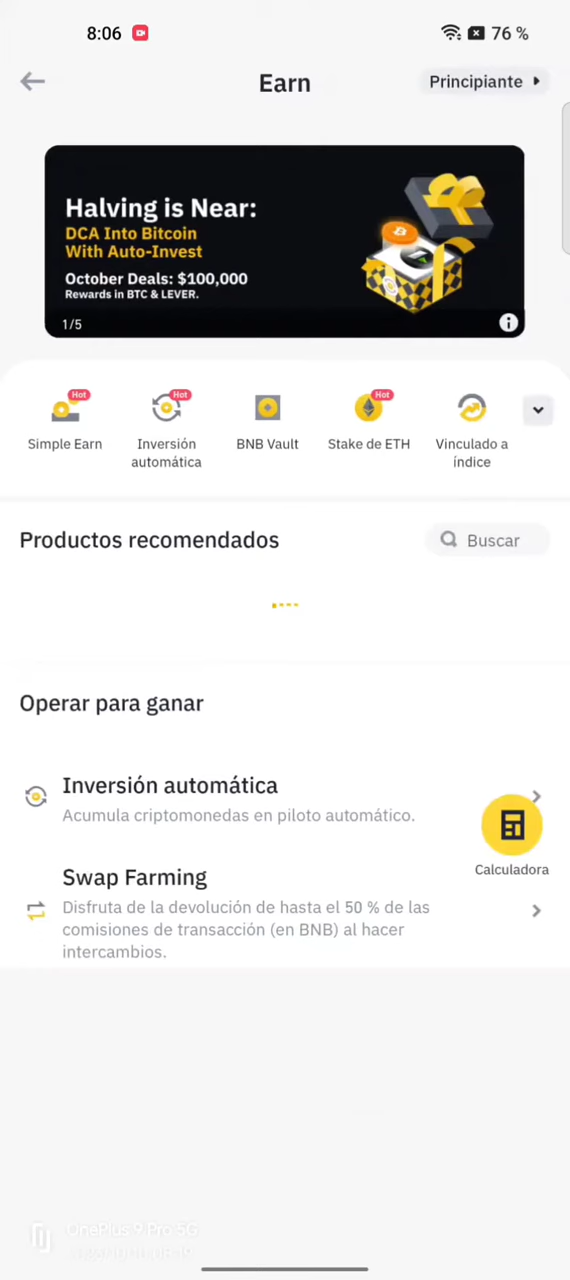 8:06
76 %
Earn
Principiante
Halving is Near:
DCA Into Bitcoin
With Auto-Invest
October Deals: $100,000
Rewards in BTC & LEVER.
1/5
Hot
Hot
Hot
Simple Earn
Inversión
automática
BNB Vault
Stake de ETH
Vinculado a
índice
Productos recomendados
Buscar
Operar para ganar
Inversión automática
Acumula criptomonedas en piloto automático.
Calculadora
Swap Farming
Disfruta de la devolución de hasta el 50 % de las
comisiones de transacción (en BNB) al hacer
intercambios.
OnePlus 9 Pro 5G